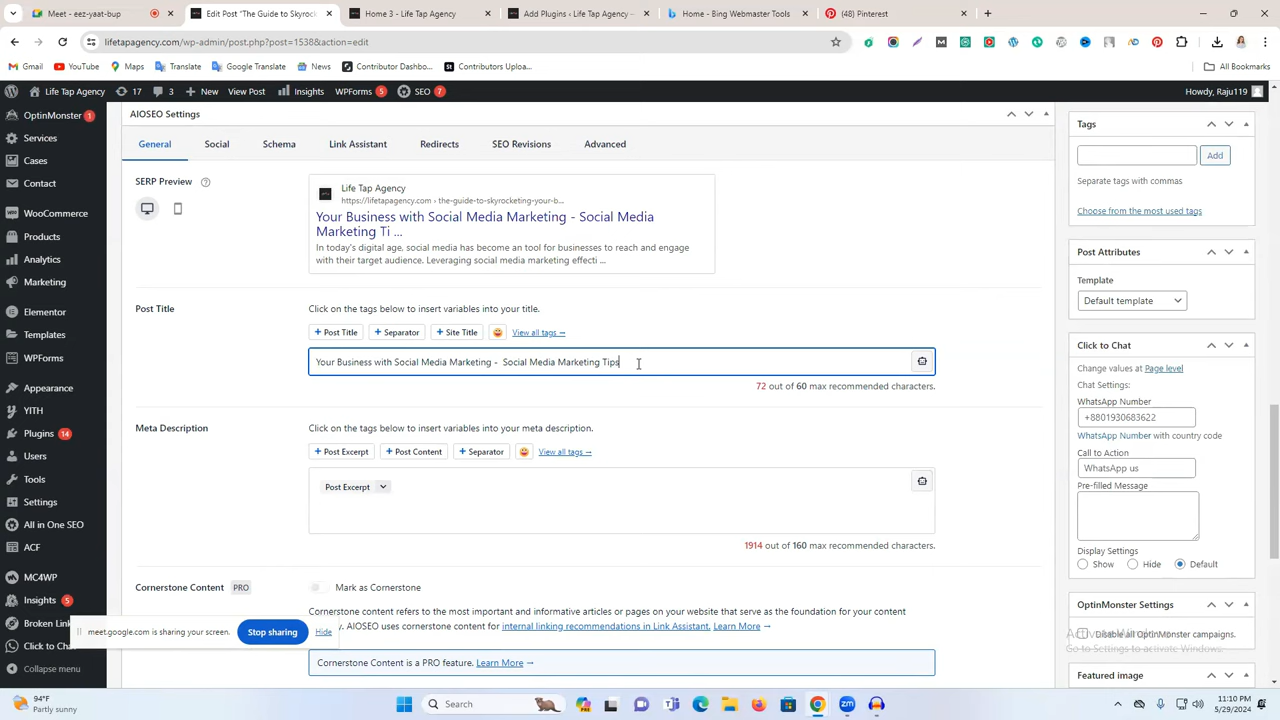 Meet - eez-yaat-bup
Edit Post "The Guide to Skyrock
Home 3 - Life Tap Agency
Add Plugins ‹ Life Tap Agency —
Home - Bing Webmaster Tools
(48) Pinterest
lifetapagency.com/wp-admin/post.php?post=1538&action=edit
Gmail
YouTube
Maps
Translate
Google Translate
News
Contributor Dashbo...
Contributors Uploa...
All Bookmarks
Life Tap Agency
17
3
New
View Post
Insights
WPForms 5
SEO 7
Howdy, Raju119
OptinMonster 1
Services
Cases
Contact
WooCommerce
Products
Analytics
Marketing
Elementor
Templates
WPForms
Appearance
YITH
Plugins 14
Users
Tools
Settings
All in One SEO
ACF
MC4WP
Insights 5
Broken Link
Click to Chat
Collapse menu
AIOSEO Settings
General
Social
Schema
Link Assistant
Redirects
SEO Revisions
Advanced
SERP Preview
Life Tap Agency
https://lifetapagency.com › the-guide-to-skyrocketing-your-b...
Your Business with Social Media Marketing - Social Media
Marketing Ti ...
In today's digital age, social media has become an tool for businesses to reach and engage
with their target audience. Leveraging social media marketing effecti ...
Post Title
Click on the tags below to insert variables into your title.
+ Post Title
+ Separator
+ Site Title
View all tags →
Your Business with Social Media Marketing -  Social Media Marketing Tips
72 out of 60 max recommended characters.
Meta Description
Click on the tags below to insert variables into your meta description.
+ Post Excerpt
+ Post Content
+ Separator
View all tags →
Post Excerpt
1914 out of 160 max recommended characters.
Cornerstone Content PRO
Mark as Cornerstone
Cornerstone content refers to the most important and informative articles or pages on your website that serve as the foundation for your content
AIOSEO uses cornerstone content for internal linking recommendations in Link Assistant. Learn More →
Cornerstone Content is a PRO feature. Learn More →
meet.google.com is sharing your screen.
Stop sharing
Hide
Tags
Add
Separate tags with commas
Choose from the most used tags
Post Attributes
Template
Default template
Click to Chat
Change values at Page level
Chat Settings:
WhatsApp Number
+8801930683622
WhatsApp Number with country code
Call to Action
WhatsApp us
Pre-filled Message
Display Settings
Show
Hide
Default
OptinMonster Settings
Disable all OptinMonster campaigns.
Activate Windows
Go to Settings to activate Windows.
Featured image
94°F
Partly sunny
Search
11:10 PM
5/29/2024